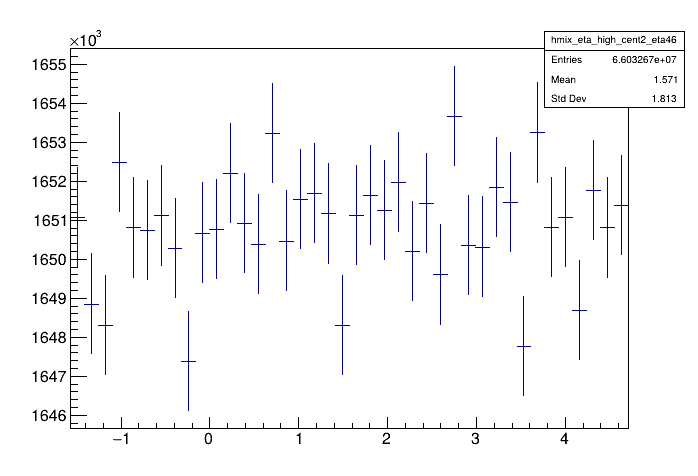 ×10³
hmix_eta_high_cent2_eta46
Entries 6.603267e+07
Mean 1.571
Std Dev 1.813
1655
1654
1653
1652
1651
1650
1649
1648
1647
1646
−1 0 1 2 3 4